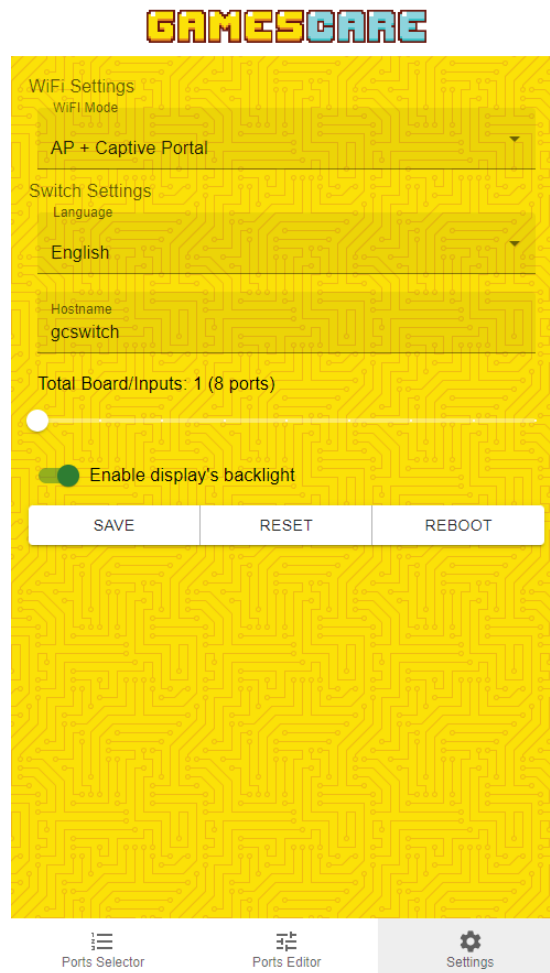 GAMESCARE
WiFi Settings
WiFI Mode
AP + Captive Portal
Switch Settings
Language
English
Hostname
gcswitch
Total Board/Inputs: 1 (8 ports)
Enable display's backlight
SAVE RESET REBOOT
Ports Selector Ports Editor Settings